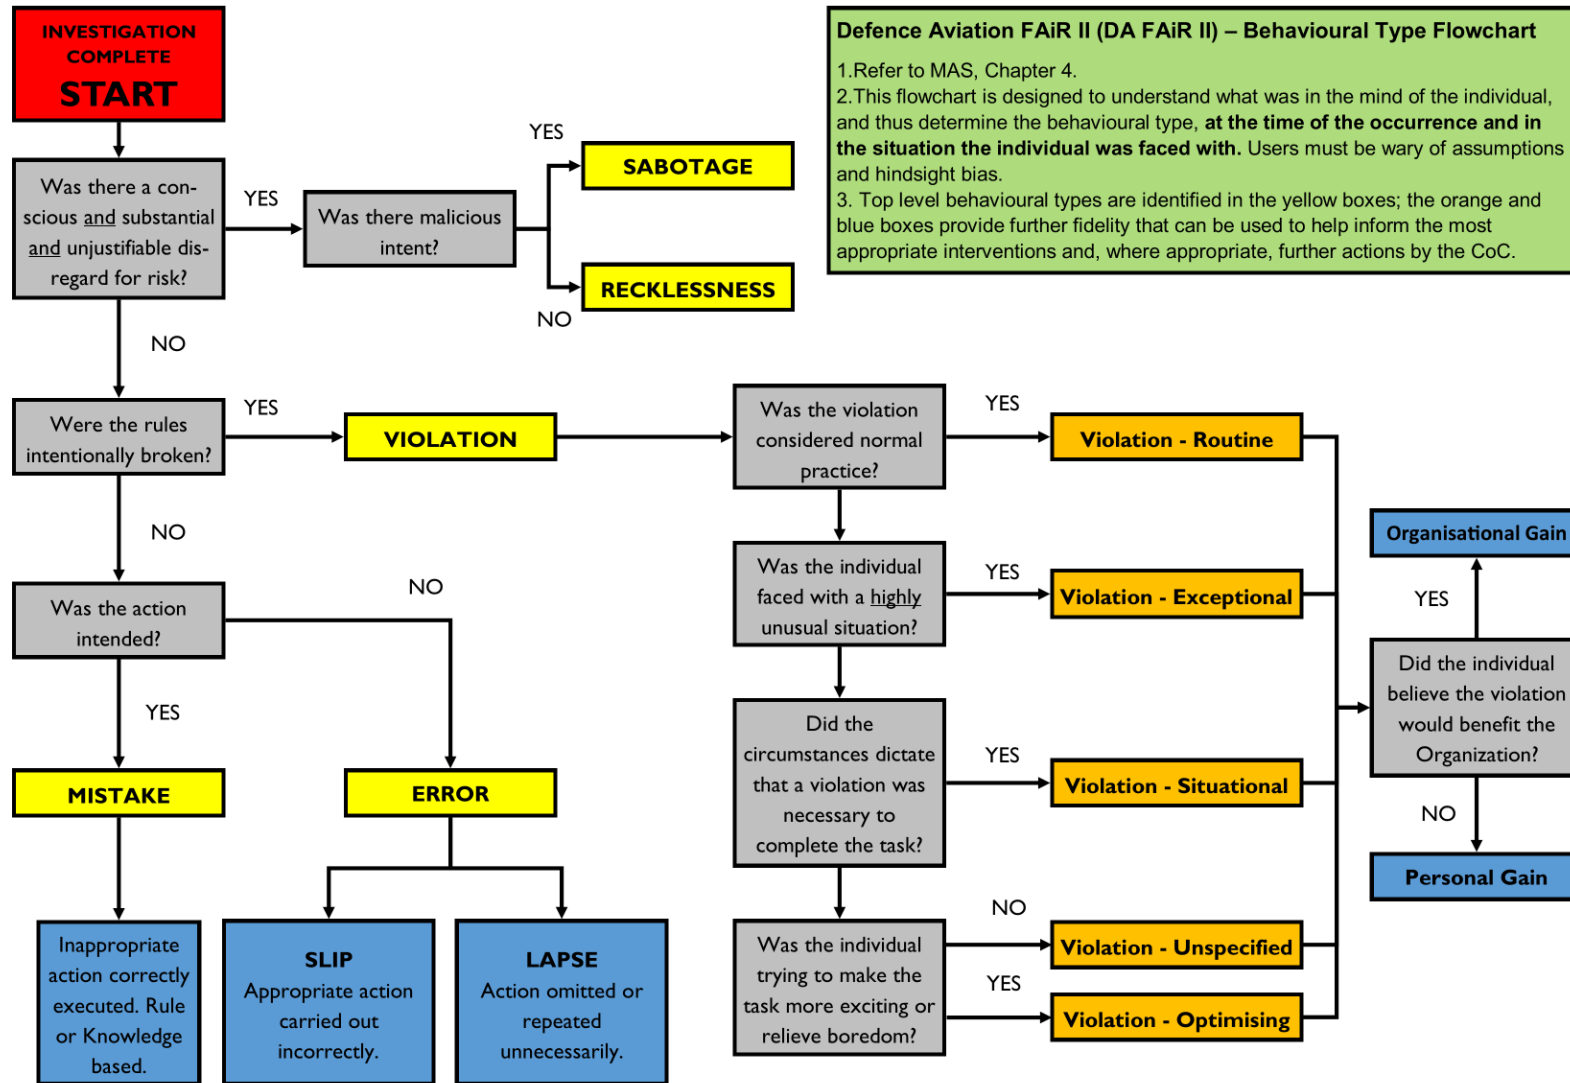 INVESTIGATION
COMPLETE
START
Defence Aviation FAiR II (DA FAiR II) – Behavioural Type Flowchart
1.Refer to MAS, Chapter 4.
2.This flowchart is designed to understand what was in the mind of the individual,
and thus determine the behavioural type, at the time of the occurrence and in
the situation the individual was faced with. Users must be wary of assumptions
and hindsight bias.
3. Top level behavioural types are identified in the yellow boxes; the orange and
blue boxes provide further fidelity that can be used to help inform the most
appropriate interventions and, where appropriate, further actions by the CoC.
Was there a con-
scious and substantial
and unjustifiable dis-
regard for risk?
YES
Was there malicious
intent?
YES
SABOTAGE
RECKLESSNESS
NO
NO
Were the rules
intentionally broken?
YES
VIOLATION
Was the violation
considered normal
practice?
YES
Violation - Routine
NO
Was the individual
faced with a highly
unusual situation?
YES
Violation - Exceptional
Organisational Gain
YES
Was the action
intended?
NO
YES
Did the individual
believe the violation
would benefit the
Organization?
NO
Personal Gain
Did the
circumstances dictate
that a violation was
necessary to
complete the task?
YES
Violation - Situational
MISTAKE
ERROR
Inappropriate
action correctly
executed. Rule
or Knowledge
based.
SLIP
Appropriate action
carried out
incorrectly.
LAPSE
Action omitted or
repeated
unnecessarily.
Was the individual
trying to make the
task more exciting or
relieve boredom?
NO
Violation - Unspecified
YES
Violation - Optimising